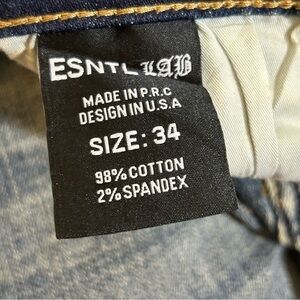 ESNTL LAB
MADE IN P.R.C
DESIGN IN U.S.A
SIZE: 34
98% COTTON
2% SPANDEX